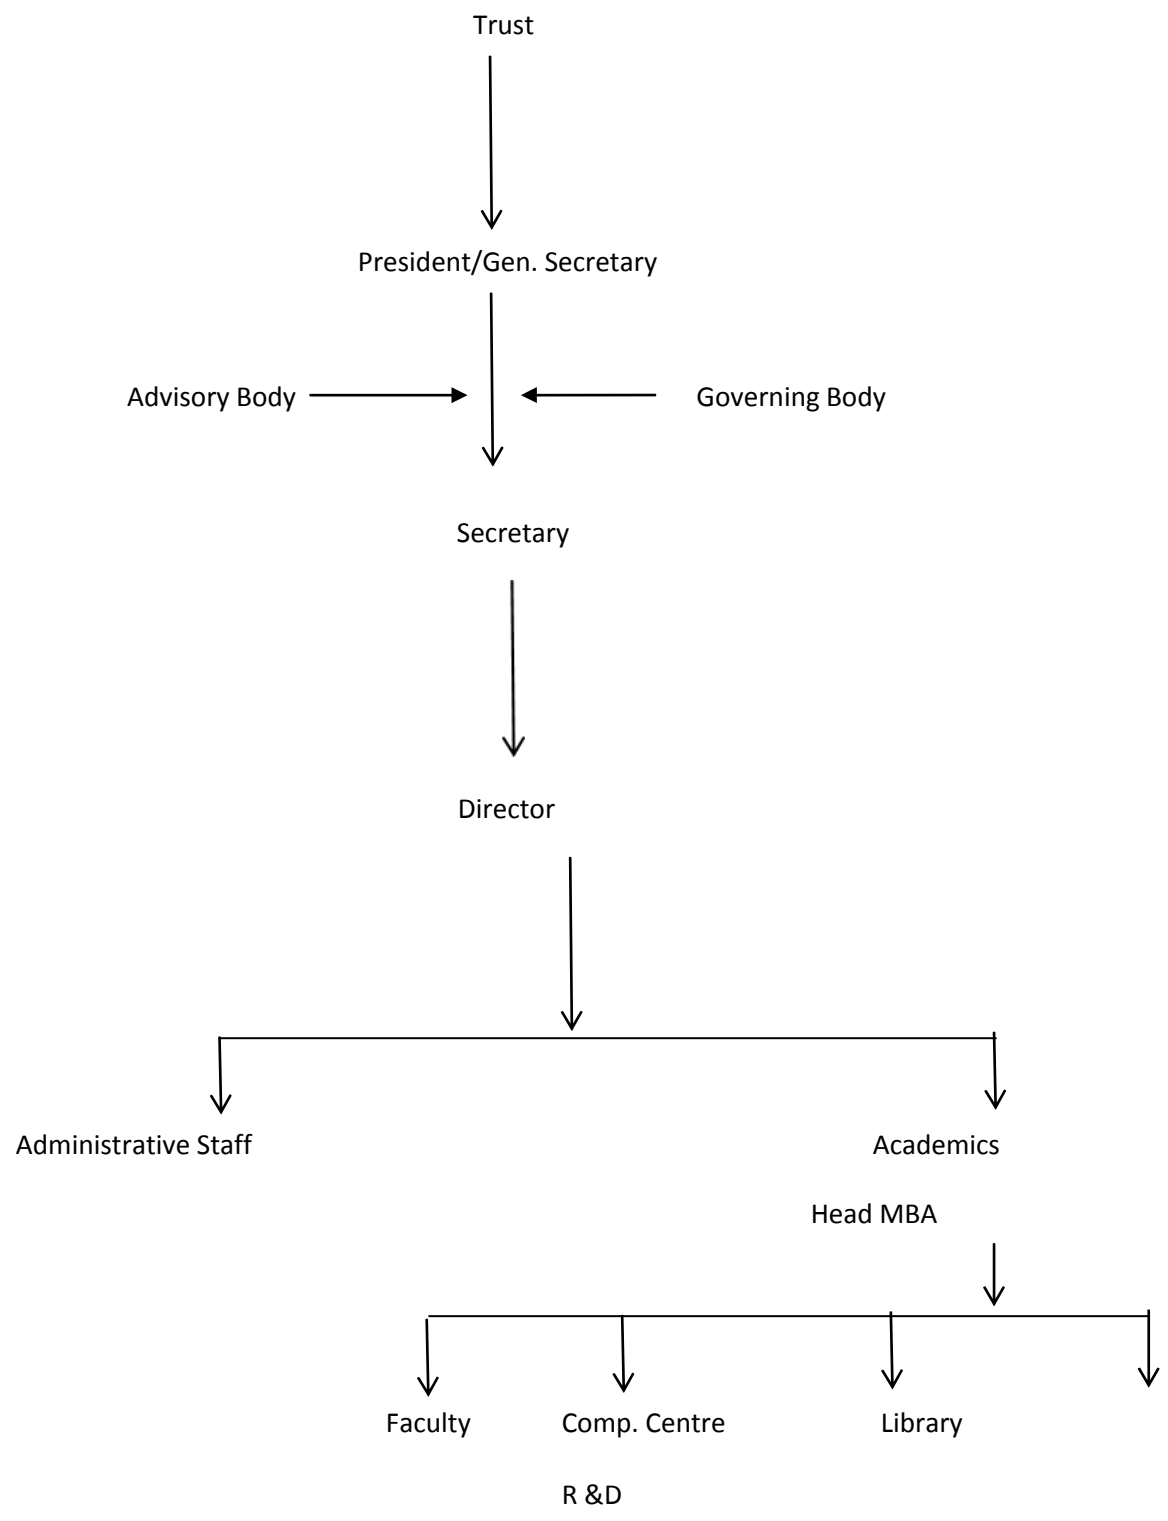 Trust
President/Gen. Secretary
Advisory Body Governing Body
Secretary
Director
Administrative Staff Academics
Head MBA
Faculty Comp. Centre Library
R &D